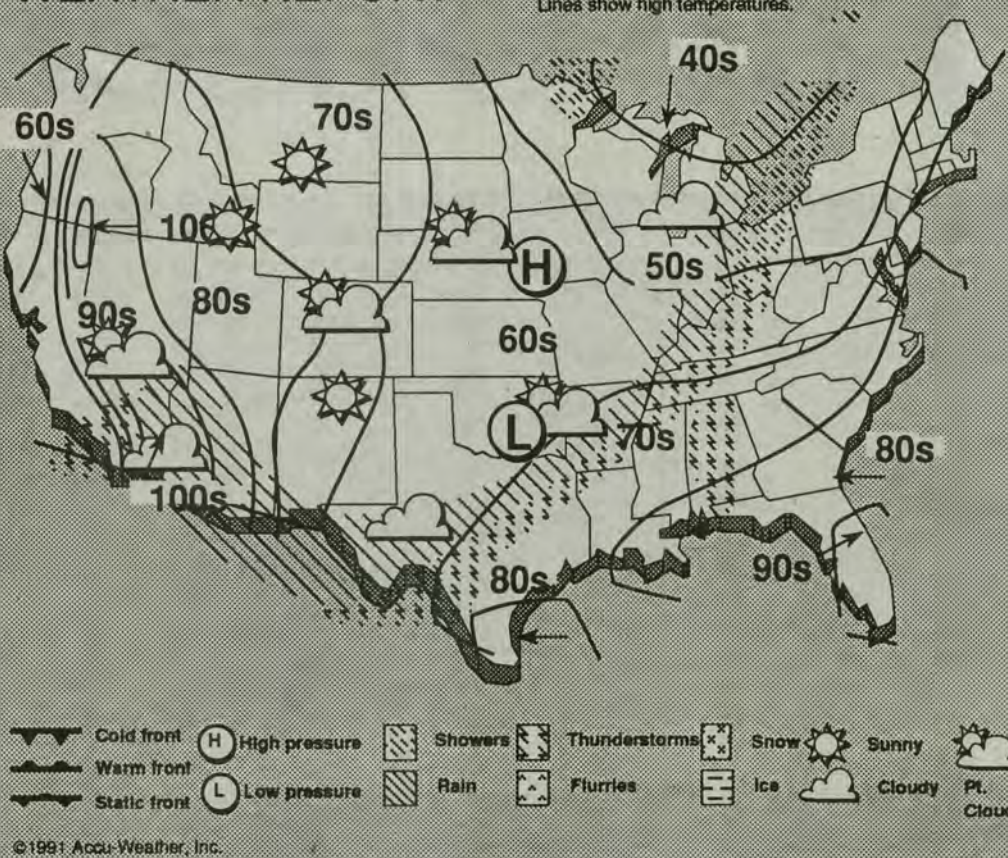 Lines show high temperatures.
40s
70s
60s
100
50s
80s
90s
H
60s
L
70s
80s
100s
80s
90s
Cold front
H High pressure
Showers
Thunderstorms
Snow
Sunny
Warm front
Static front
L Low pressure
Rain
Flurries
Ice
Cloudy
Pt.
©1991 Accu-Weather, Inc.